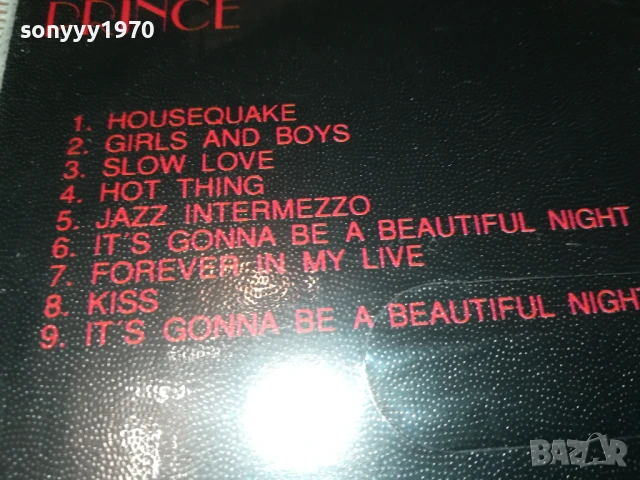 sonyyy1970
PRINCE
1. HOUSEQUAKE
2. GIRLS AND BOYS
3. SLOW LOVE
4. HOT THING
5. JAZZ INTERMEZZO
6. IT'S GONNA BE A BEAUTIFUL NIGHT
7. FOREVER IN MY LIVE
8. KISS
9. IT'S GONNA BE A BEAUTIFUL NIGHT
BAZAR